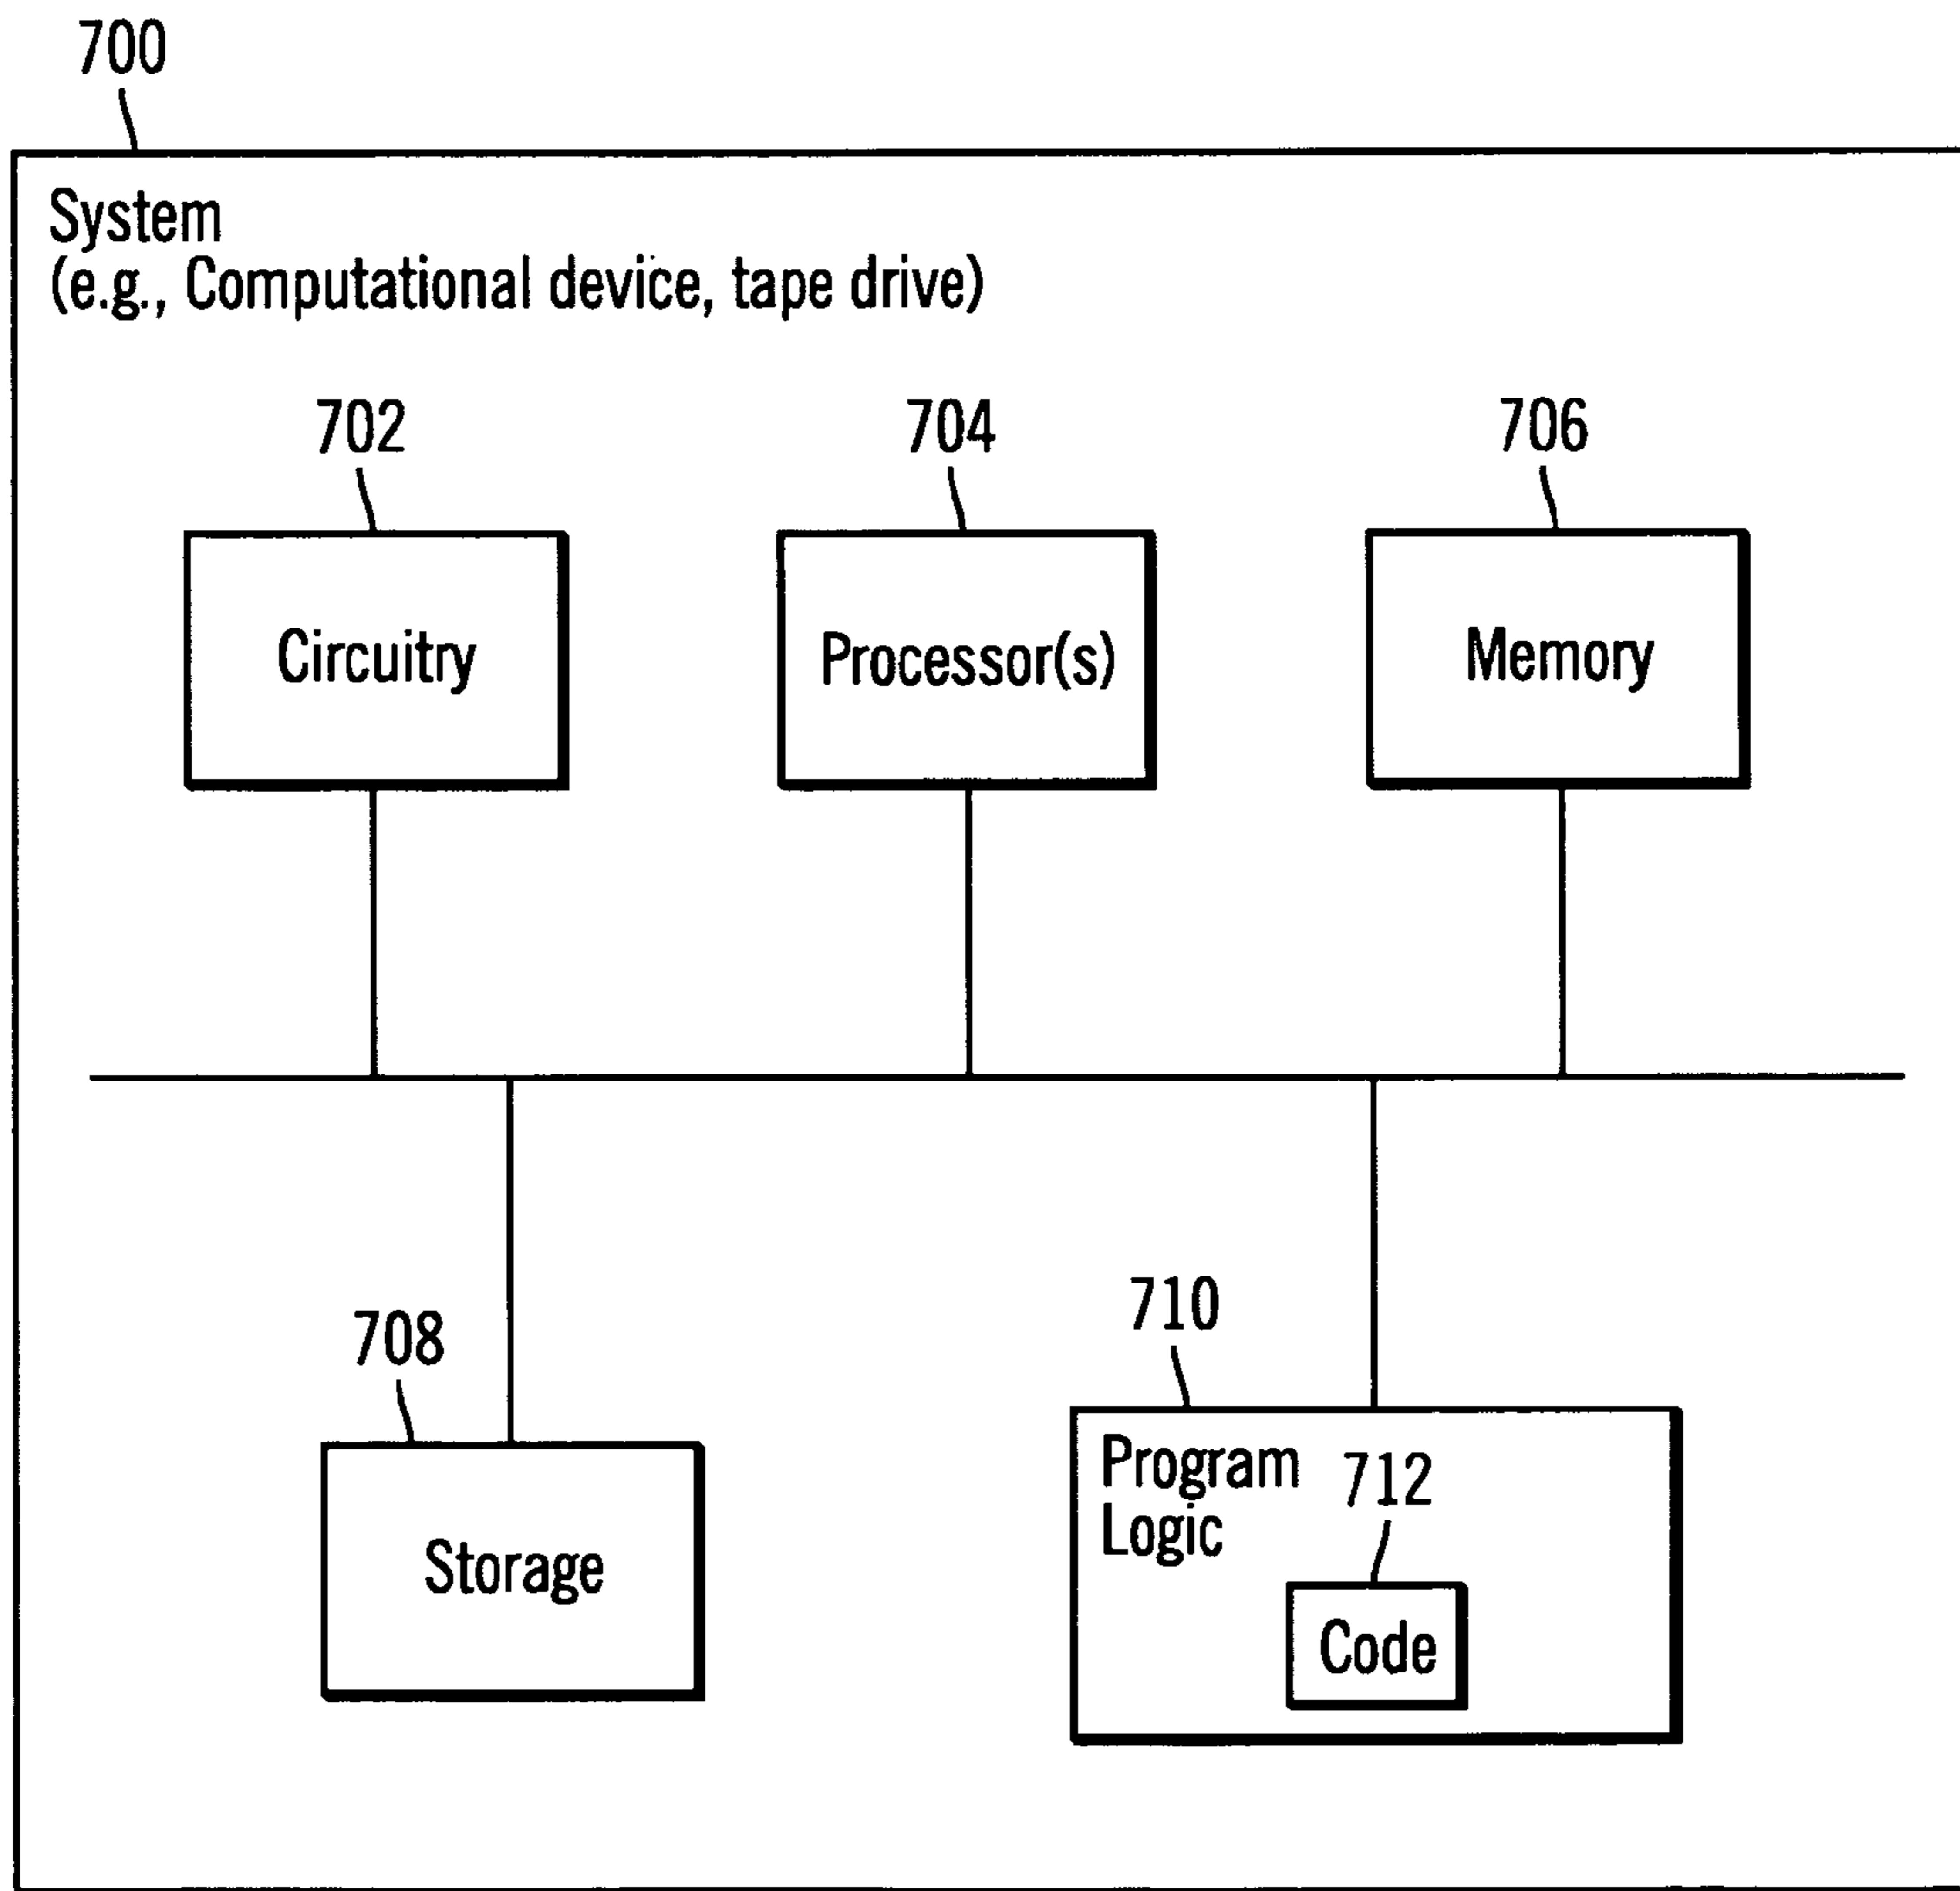 700
System
(e.g., Computational device, tape drive)
702
704
706
Circuitry
Processor(s)
Memory
708
710
Storage
Program
Logic
712
Code